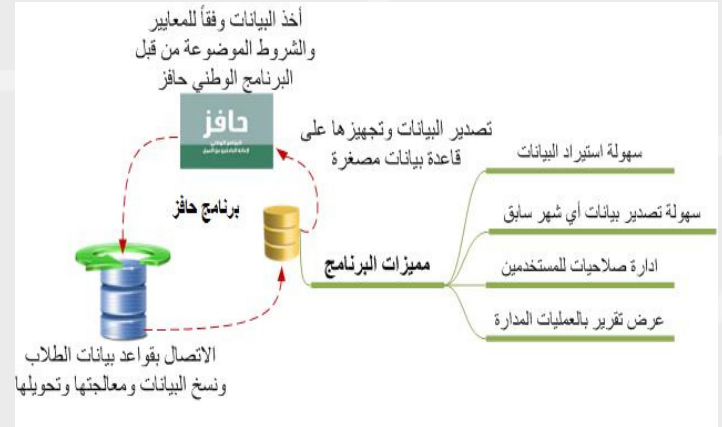 أخذ البيانات وفقاً للمعايير
والشروط الموضوعة من قبل
البرنامج الوطني حافز
حافز
تصدير البيانات وتجهيزها على
قاعدة بيانات مصغرة
برنامج حافز
الاتصال بقواعد بيانات الطلاب
ونسخ البيانات ومعالجتها وتحويلها
مميزات البرنامج
سهولة استيراد البيانات
سهولة تصدير بيانات أي شهر سابق
ادارة صلاحيات للمستخدمين
عرض تقرير بالعمليات المدارة